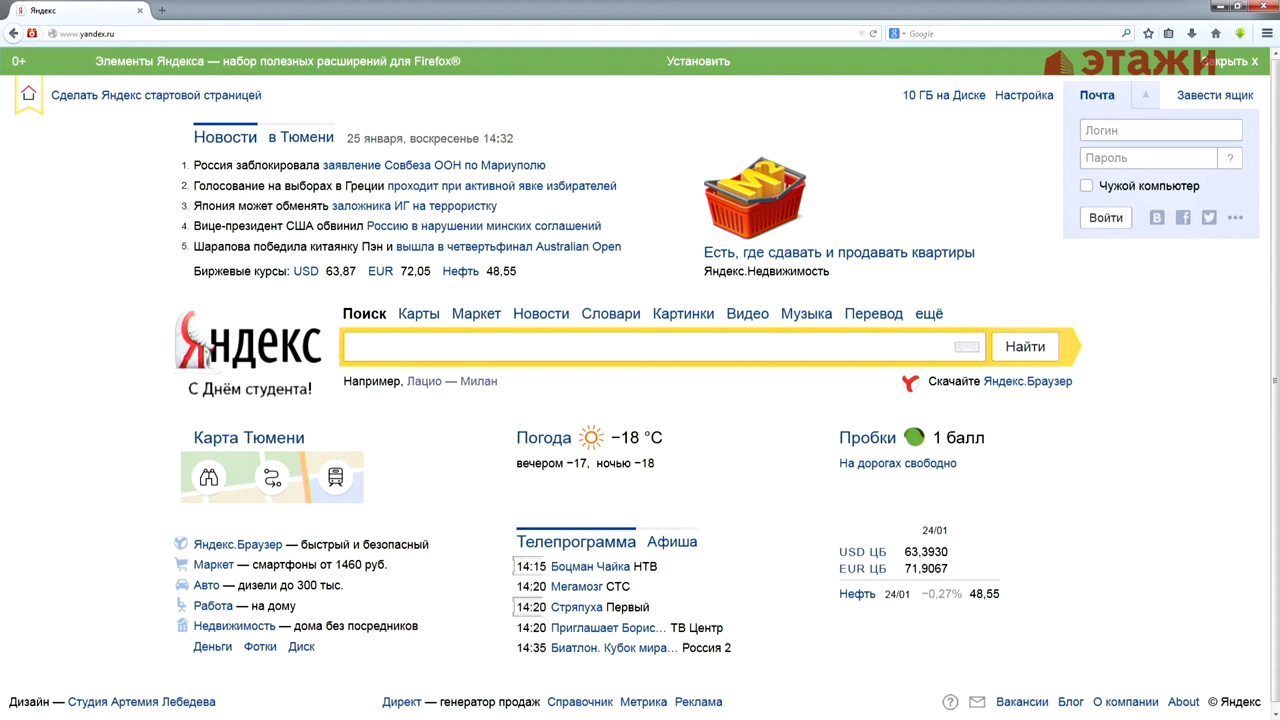 Яндекс
www.yandex.ru
Google
0+ Элементы Яндекса — набор полезных расширений для Firefox® Установить Закрыть X
этажи
Сделать Яндекс стартовой страницей
10 ГБ на Диске Настройка
Почта Завести ящик
Логин
Пароль ?
Чужой компьютер
Войти
Новости в Тюмени 25 января, воскресенье 14:32
1. Россия заблокировала заявление Совбеза ООН по Мариуполю
2. Голосование на выборах в Греции проходит при активной явке избирателей
3. Япония может обменять заложника ИГ на террористку
4. Вице-президент США обвинил Россию в нарушении минских соглашений
5. Шарапова победила китаянку Пэн и вышла в четвертьфинал Australian Open
Биржевые курсы: USD 63,87 EUR 72,05 Нефть 48,55
М2
Есть, где сдавать и продавать квартиры
Яндекс.Недвижимость
Поиск Карты Маркет Новости Словари Картинки Видео Музыка Перевод ещё
Яндекс
Найти
С Днём студента!
Например, Лацио — Милан
Скачайте Яндекс.Браузер
Карта Тюмени
Погода −18 °C
вечером −17, ночью −18
Пробки 1 балл
На дорогах свободно
Яндекс.Браузер — быстрый и безопасный
Маркет — смартфоны от 1460 руб.
Авто — дизели до 300 тыс.
Работа — на дому
Недвижимость — дома без посредников
Деньги Фотки Диск
Телепрограмма Афиша
14:15 Боцман Чайка НТВ
14:20 Мегамозг СТС
14:20 Стряпуха Первый
14:20 Приглашает Борис... ТВ Центр
14:35 Биатлон. Кубок мира... Россия 2
24/01
USD ЦБ 63,3930
EUR ЦБ 71,9067
Нефть 24/01 −0,27% 48,55
Дизайн — Студия Артемия Лебедева
Директ — генератор продаж Справочник Метрика Реклама
? Вакансии Блог О компании About © Яндекс